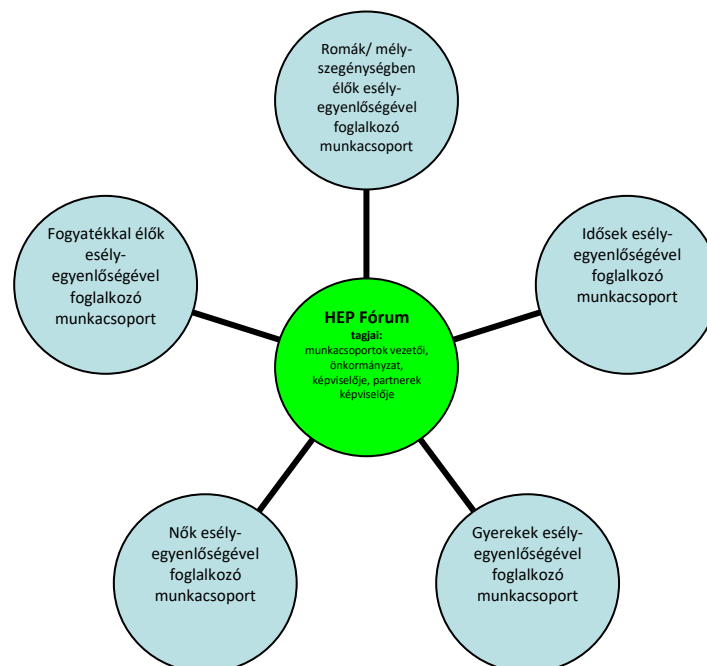 Romák/ mély-
szegénységben
élők esély-
egyenlőségével
foglalkozó
munkacsoport
Fogyatékkal élők
esély-
egyenlőségével
foglalkozó
munkacsoport
Idősek esély-
egyenlőségével
foglalkozó
munkacsoport
HEP Fórum
tagjai:
munkacsoportok vezetői,
önkormányzat,
képviselője, partnerek
képviselője
Nők esély-
egyenlőségével
foglalkozó
munkacsoport
Gyerekek esély-
egyenlőségével
foglalkozó
munkacsoport